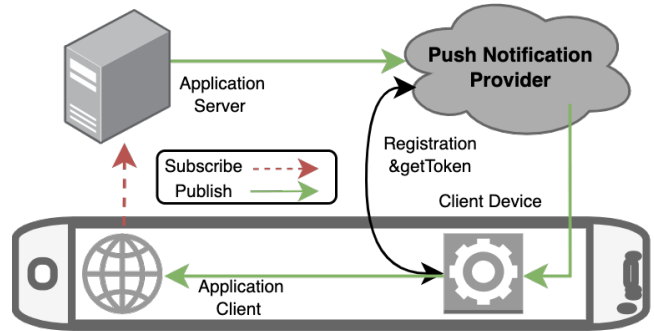 Push Notification
Provider
Application
Server
Registration
&getToken
Subscribe
Publish
Client Device
Application
Client